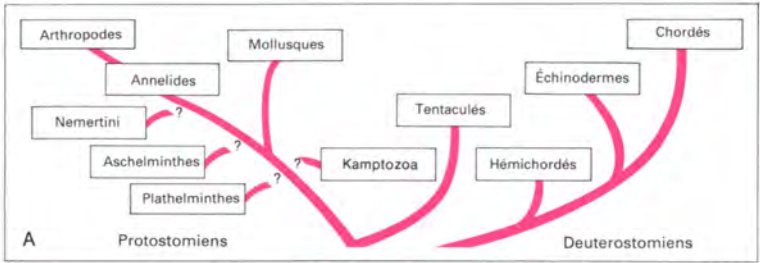 Arthropodes
Mollusques
Chordés
Annelides
Échinodermes
Nemertini
?
Tentaculés
Aschelminthes
?
?
Kamptozoa
Hémichordés
Plathelminthes
?
A
Protostomiens
Deuterostomiens